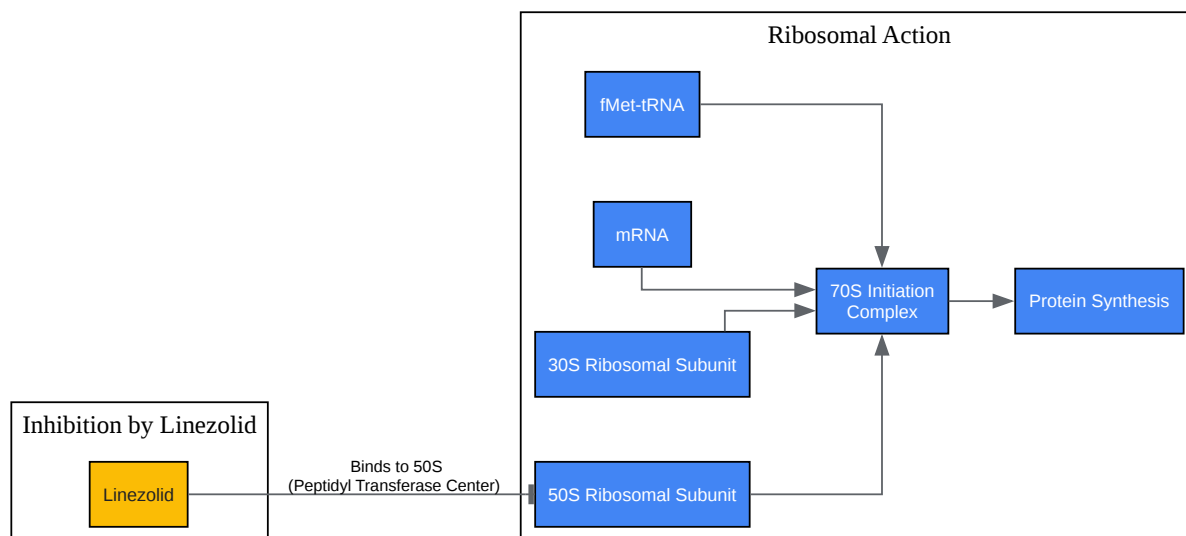 Ribosomal Action
fMet-tRNA
mRNA
70S Initiation
Complex
Protein Synthesis
30S Ribosomal Subunit
Inhibition by Linezolid
Linezolid
Binds to 50S
(Peptidyl Transferase Center)
50S Ribosomal Subunit